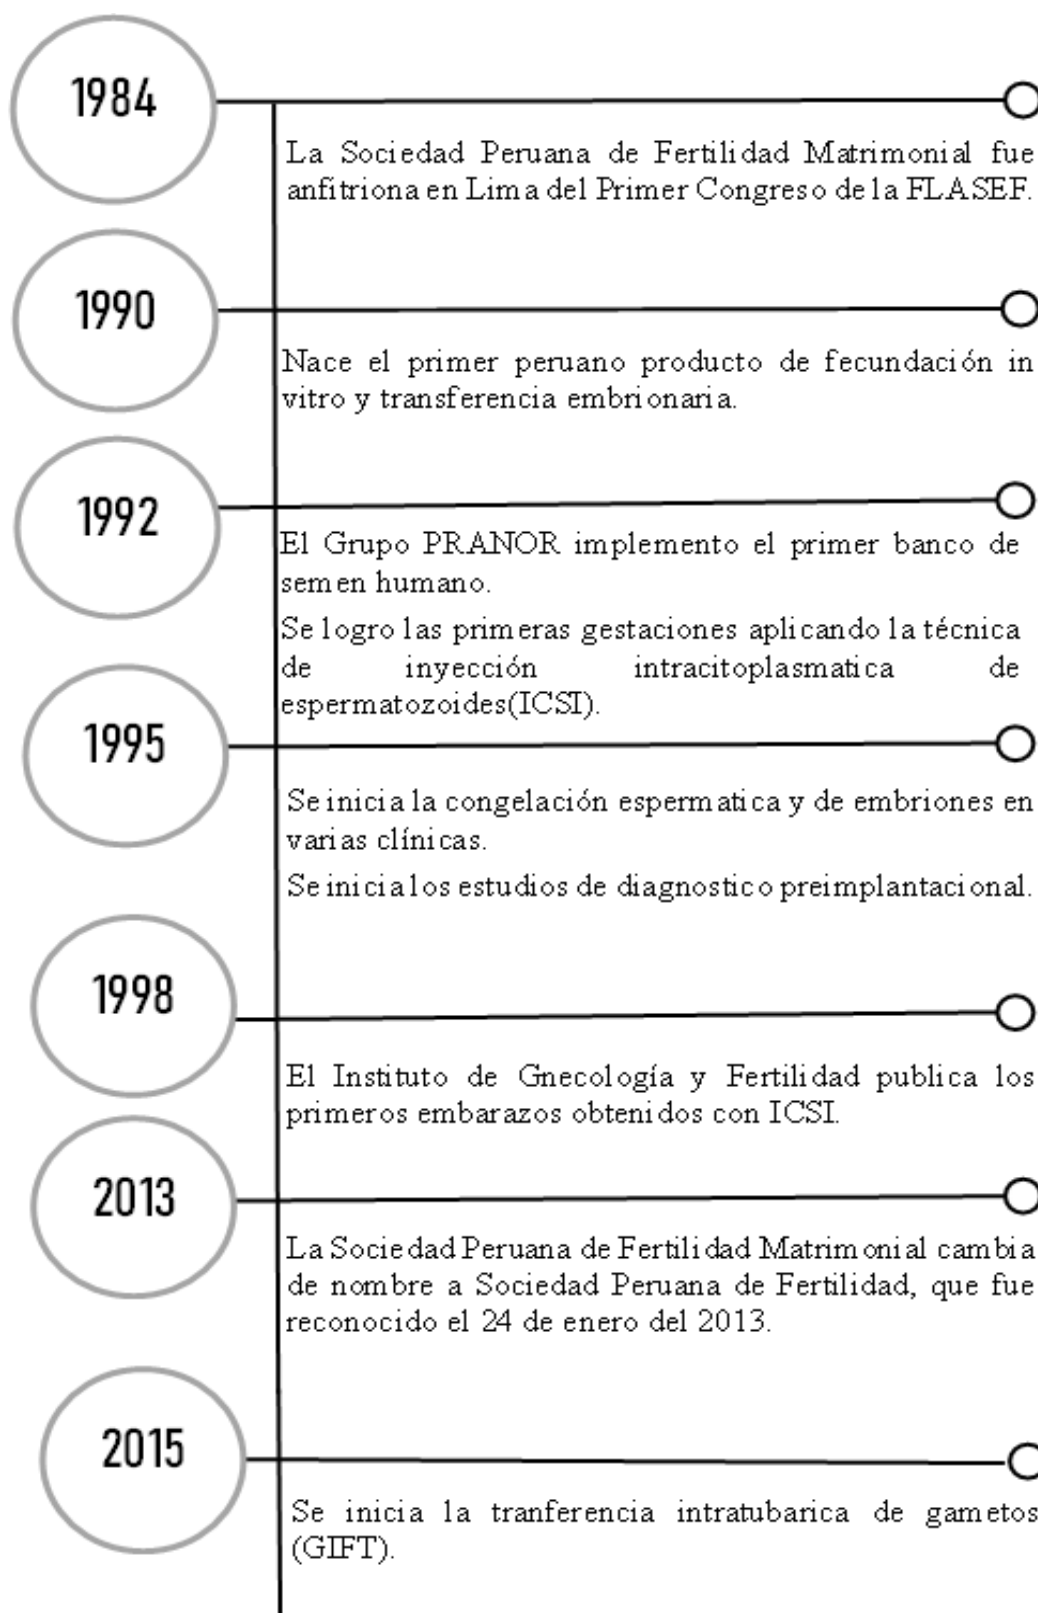 1984
La Sociedad Peruana de Fertilidad Matrimonial fue
anfitriona en Lima del Primer Congreso de la FLASEF.
1990
Nace el primer peruano producto de fecundación in
vitro y transferencia embrionaria.
1992
El Grupo PRANOR implemento el primer banco de
semen humano.
Se logro las primeras gestaciones aplicando la técnica
de inyección intracitoplasmatica de
espermatozoides(ICSI).
1995
Se inicia la congelación espermatica y de embriones en
varias clínicas.
Se inicia los estudios de diagnostico preimplantacional.
1998
El Instituto de Gnecología y Fertilidad publica los
primeros embarazos obtenidos con ICSI.
2013
La Sociedad Peruana de Fertilidad Matrimonial cambia
de nombre a Sociedad Peruana de Fertilidad, que fue
reconocido el 24 de enero del 2013.
2015
Se inicia la tranferencia intratubarica de gametos
(GIFT).